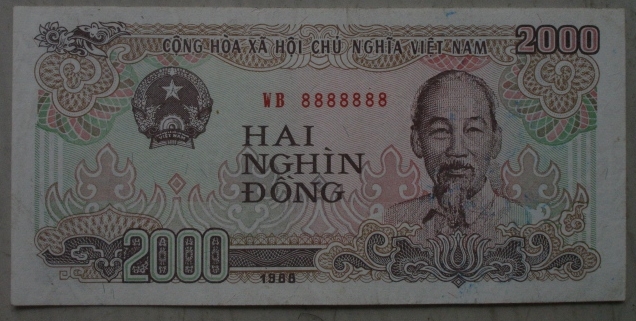 CỘNG HÒA XÃ HỘI CHỦ NGHĨA VIỆT NAM
2000
WB 8888888
HAI
NGHÌN
ĐỒNG
2000
1988